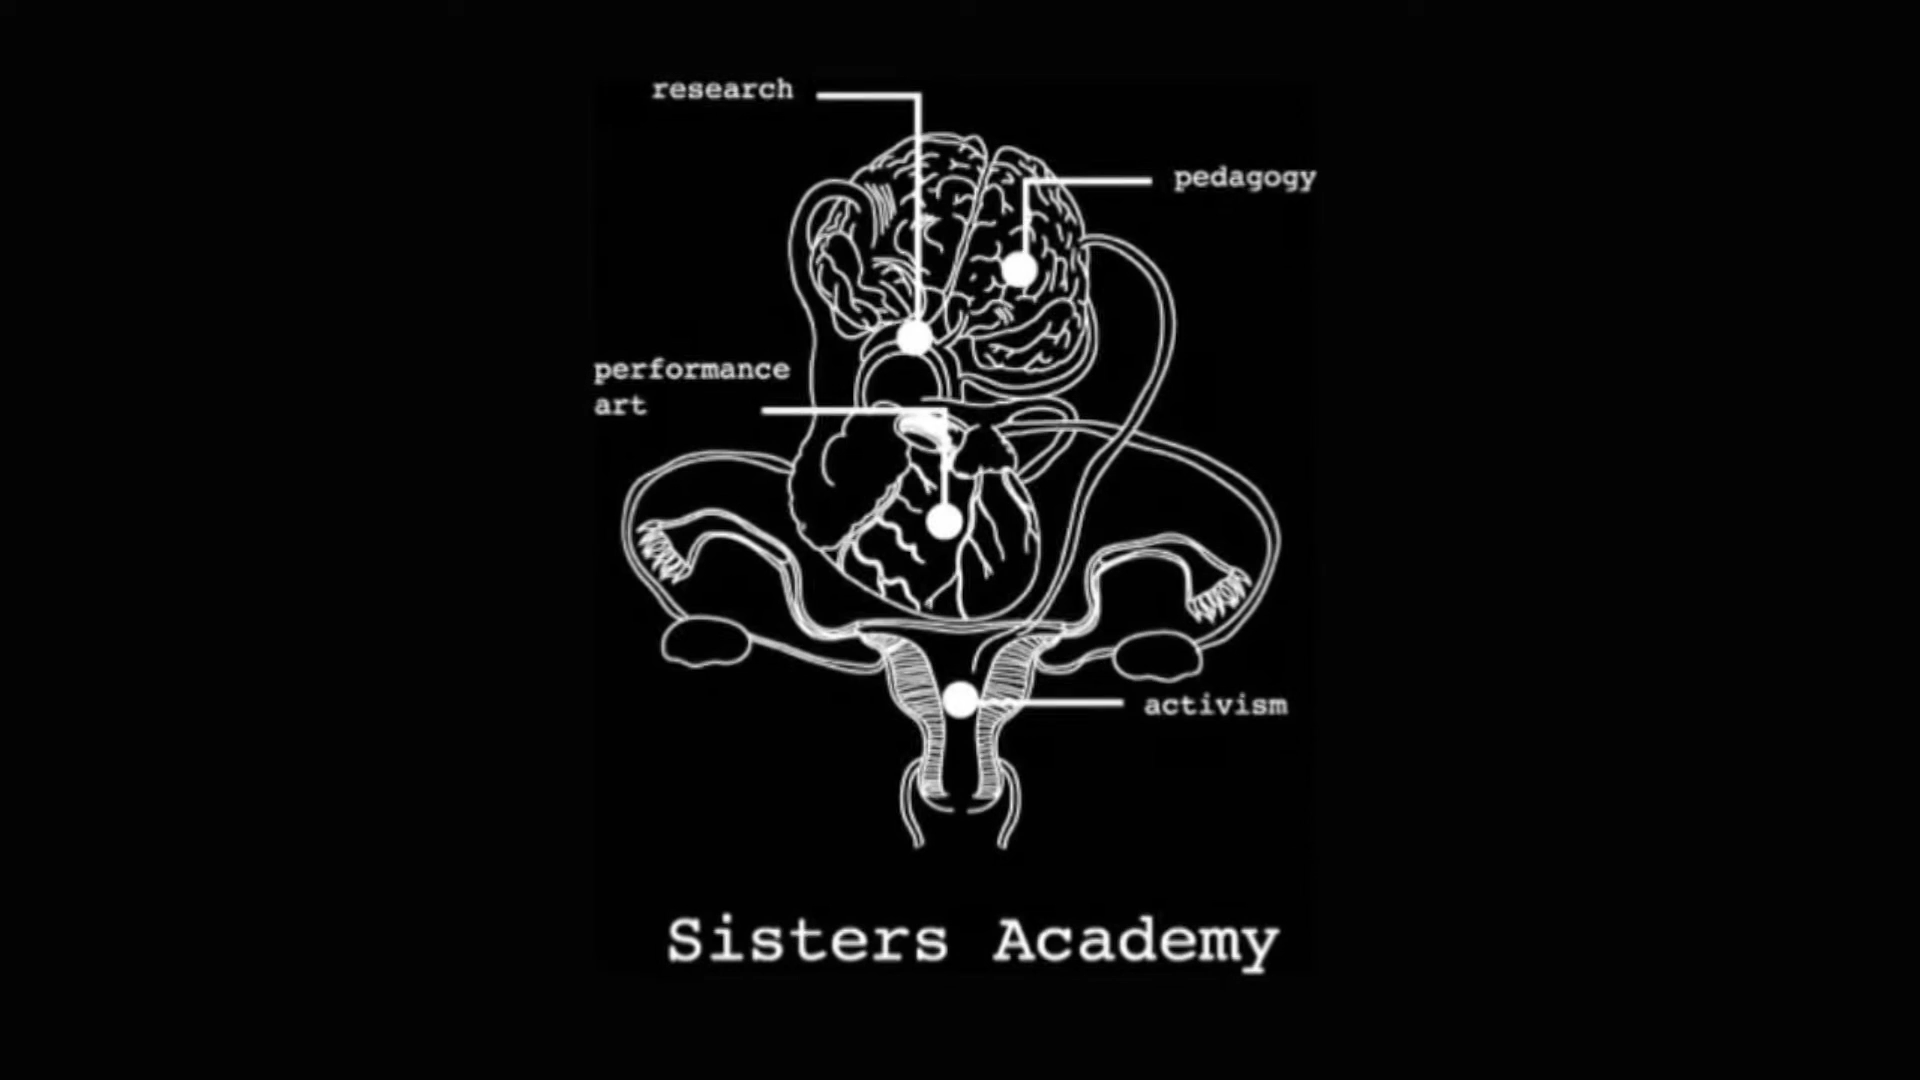 research
pedagogy
performance
art
activism
Sisters Academy